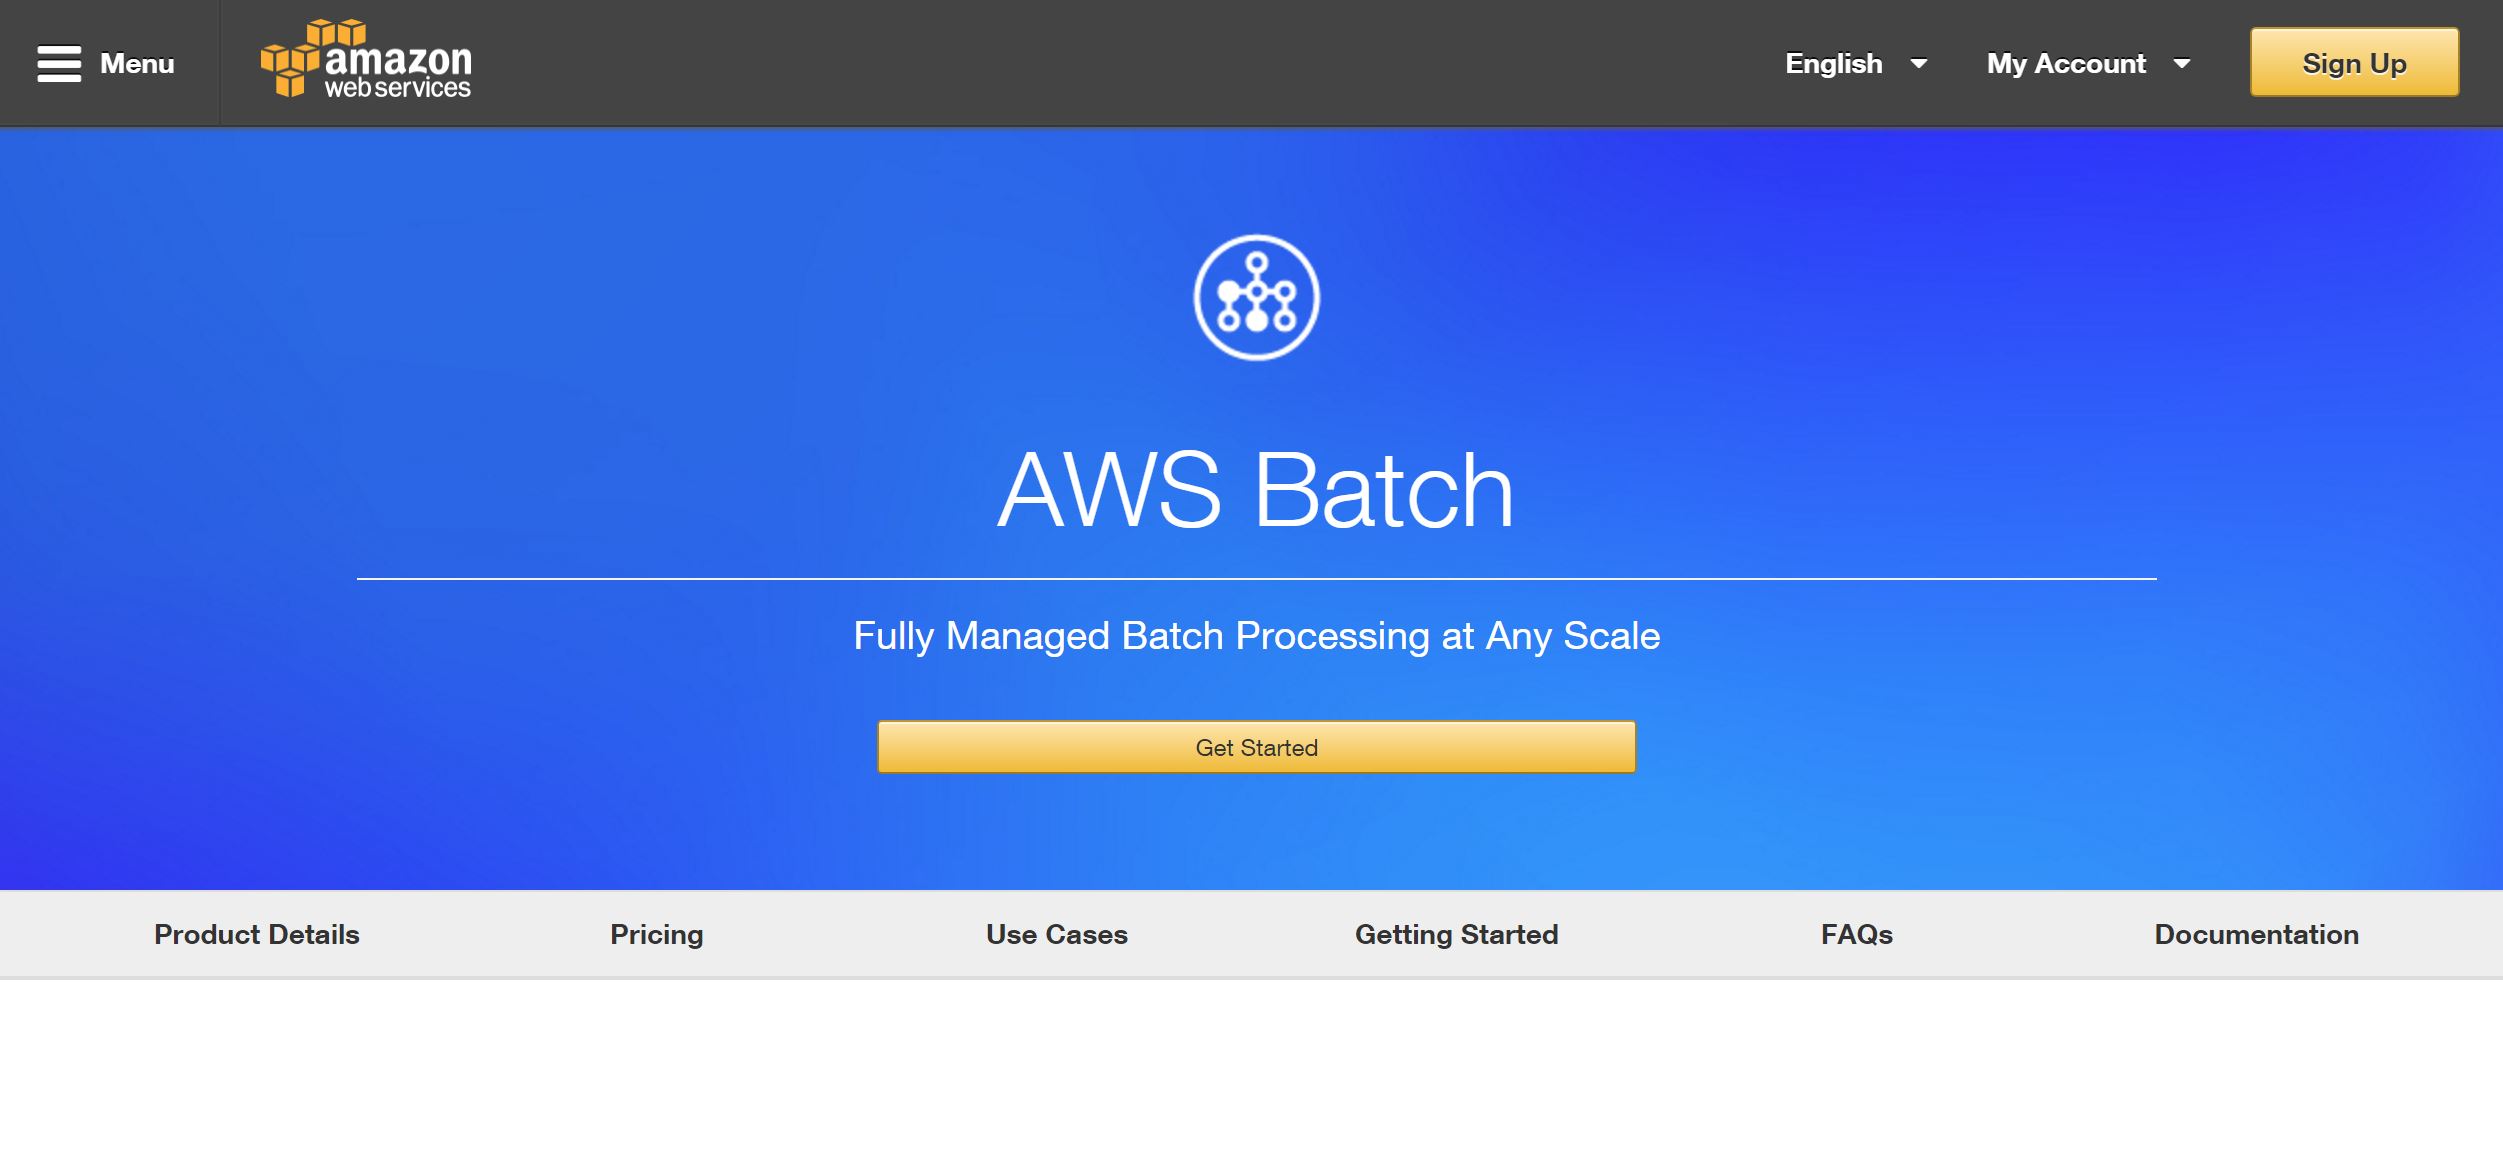 Menu
amazon
web services
English
My Account
Sign Up
AWS Batch
Fully Managed Batch Processing at Any Scale
Get Started
Product Details
Pricing
Use Cases
Getting Started
FAQs
Documentation